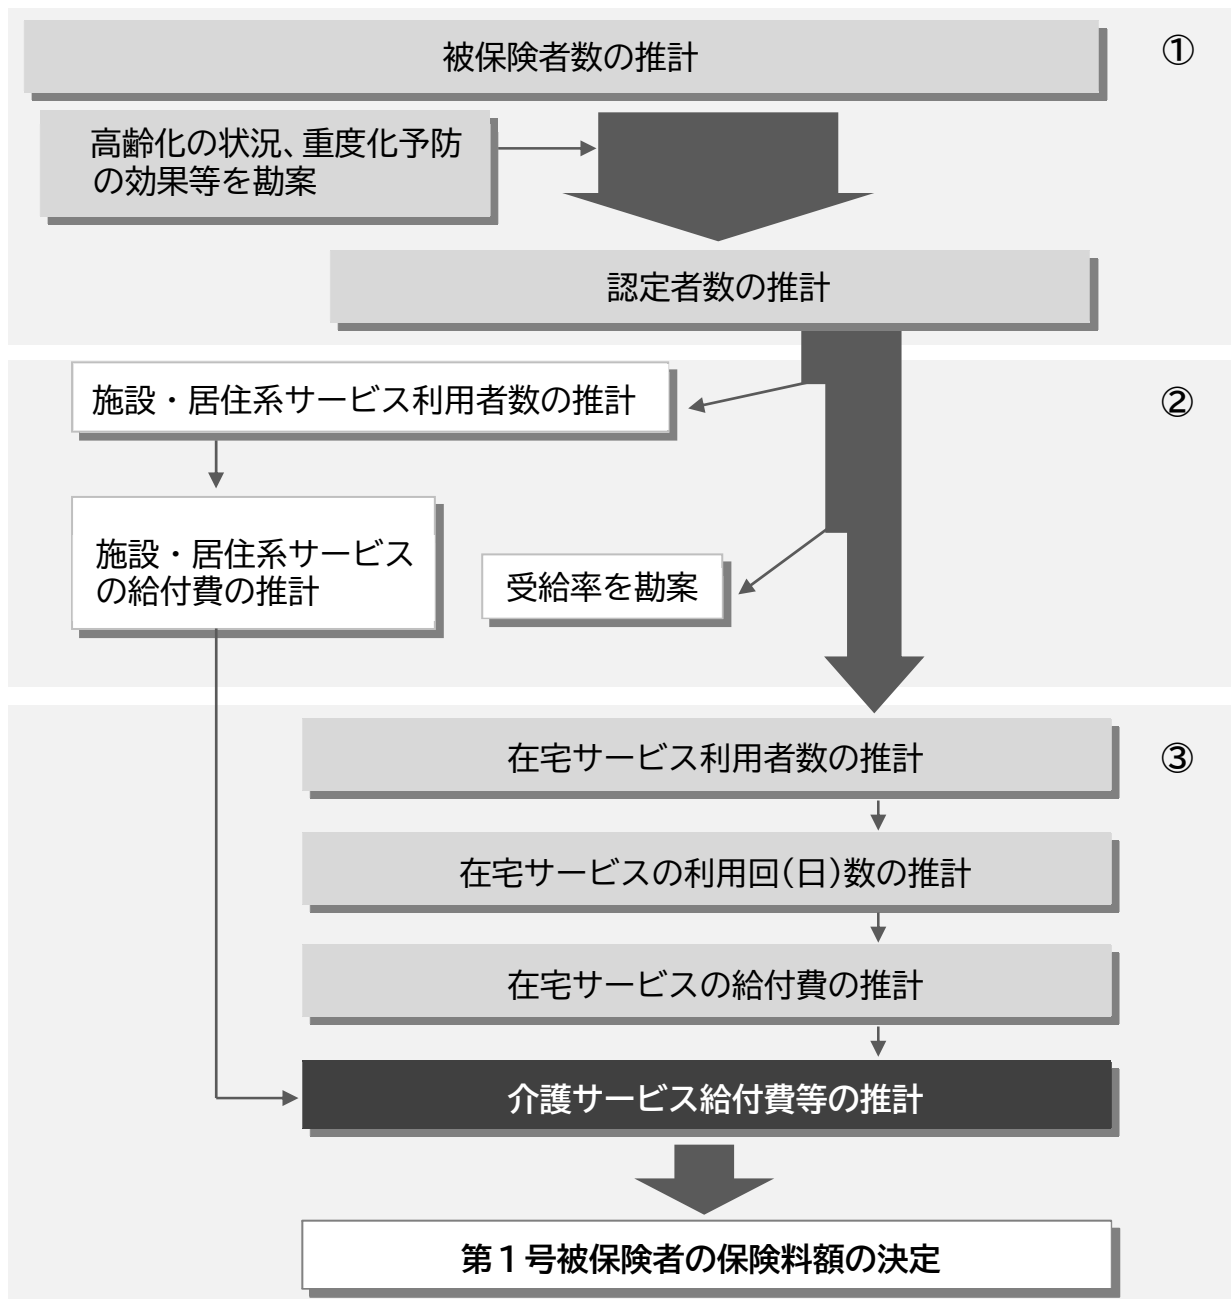 被保険者数の推計
①
高齢化の状況、重度化予防
の効果等を勘案
認定者数の推計
施設・居住系サービス利用者数の推計
②
施設・居住系サービス
の給付費の推計
受給率を勘案
在宅サービス利用者数の推計
③
在宅サービスの利用回(日)数の推計
在宅サービスの給付費の推計
介護サービス給付費等の推計
第1号被保険者の保険料額の決定